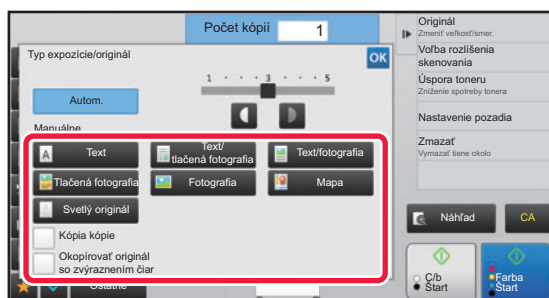 Počet kópií 1
Typ expozície/originál
OK
1 · · · 3 · · · 5
Autom.
Manuálne
A Text
Text/
tlačená fotografia
Text/fotografia
Tlačená fotografia
Fotografia
Mapa
Svetlý originál
Kópia kópie
Okopírovať originál
so zvýraznením čiar
Ostatné
Originál
Zmeniť veľkosť/smer.
Voľba rozlíšenia
skenovania
Úspora toneru
Zníženie spotreby tonera
Nastavenie pozadia
Zmazať
Vymazať tiene okolo
Náhľad
CA
Č/b
Štart
Farba
Štart